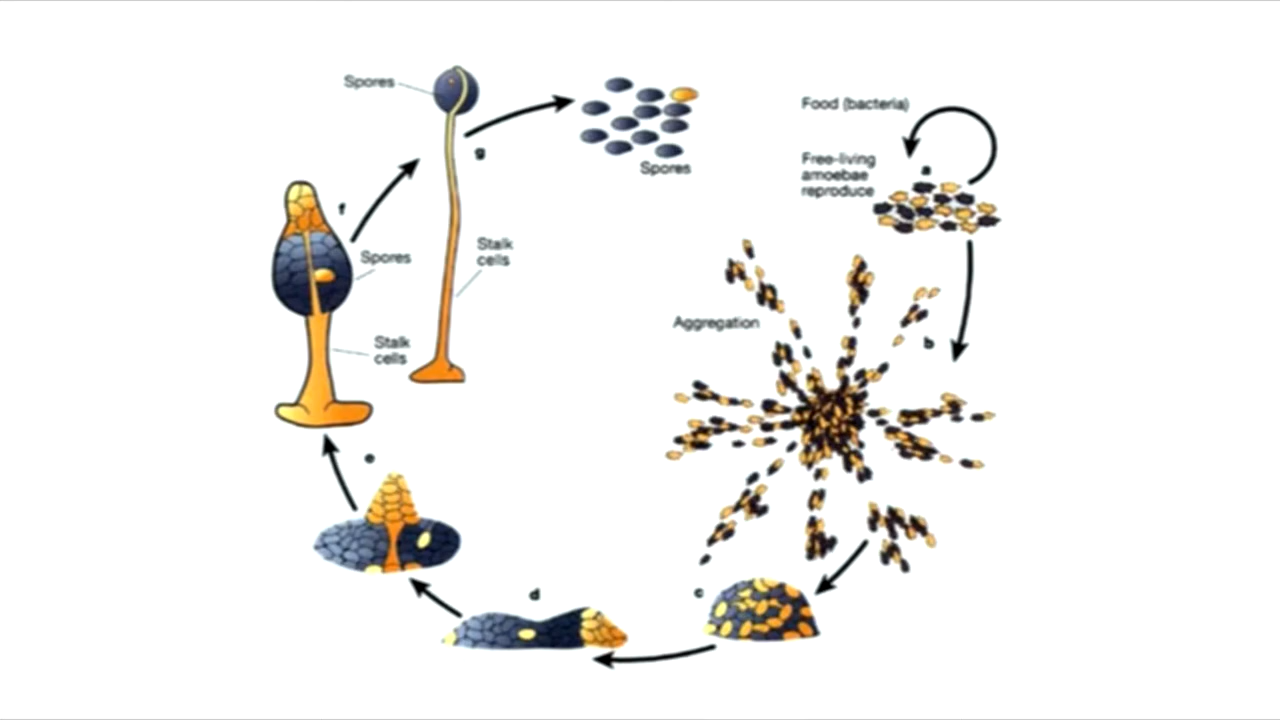 Spores
g
Spores
Food (bacteria)
Free-living
amoebae
reproduce
a
f
Spores
Stalk
cells
Stalk
cells
Aggregation
b
e
d
c